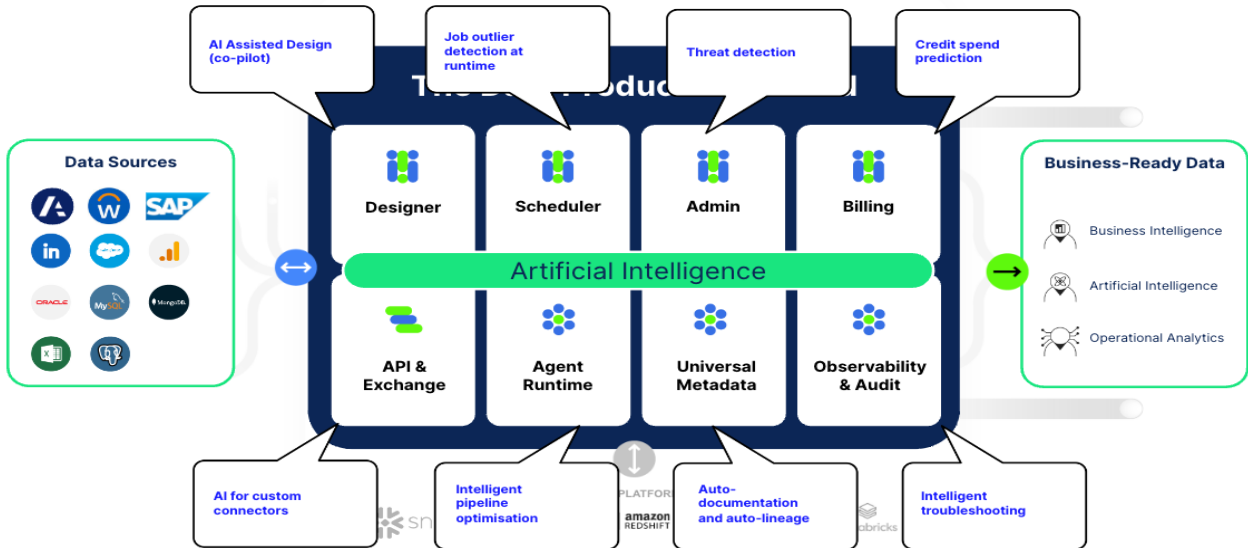 AI Assisted Design
(co-pilot)
Job outlier
detection at
runtime
Threat detection
Credit spend
prediction
Data Sources
SAP
in
ORACLE
MySQL
MongoDB.
Designer
Scheduler
Admin
Billing
Artificial Intelligence
API &
Exchange
Agent
Runtime
Universal
Metadata
Observability
& Audit
Business-Ready Data
Business Intelligence
Artificial Intelligence
Operational Analytics
AI for custom
connectors
Intelligent
pipeline
optimisation
amazon
REDSHIFT
Auto-
documentation
and auto-lineage
Intelligent
troubleshooting